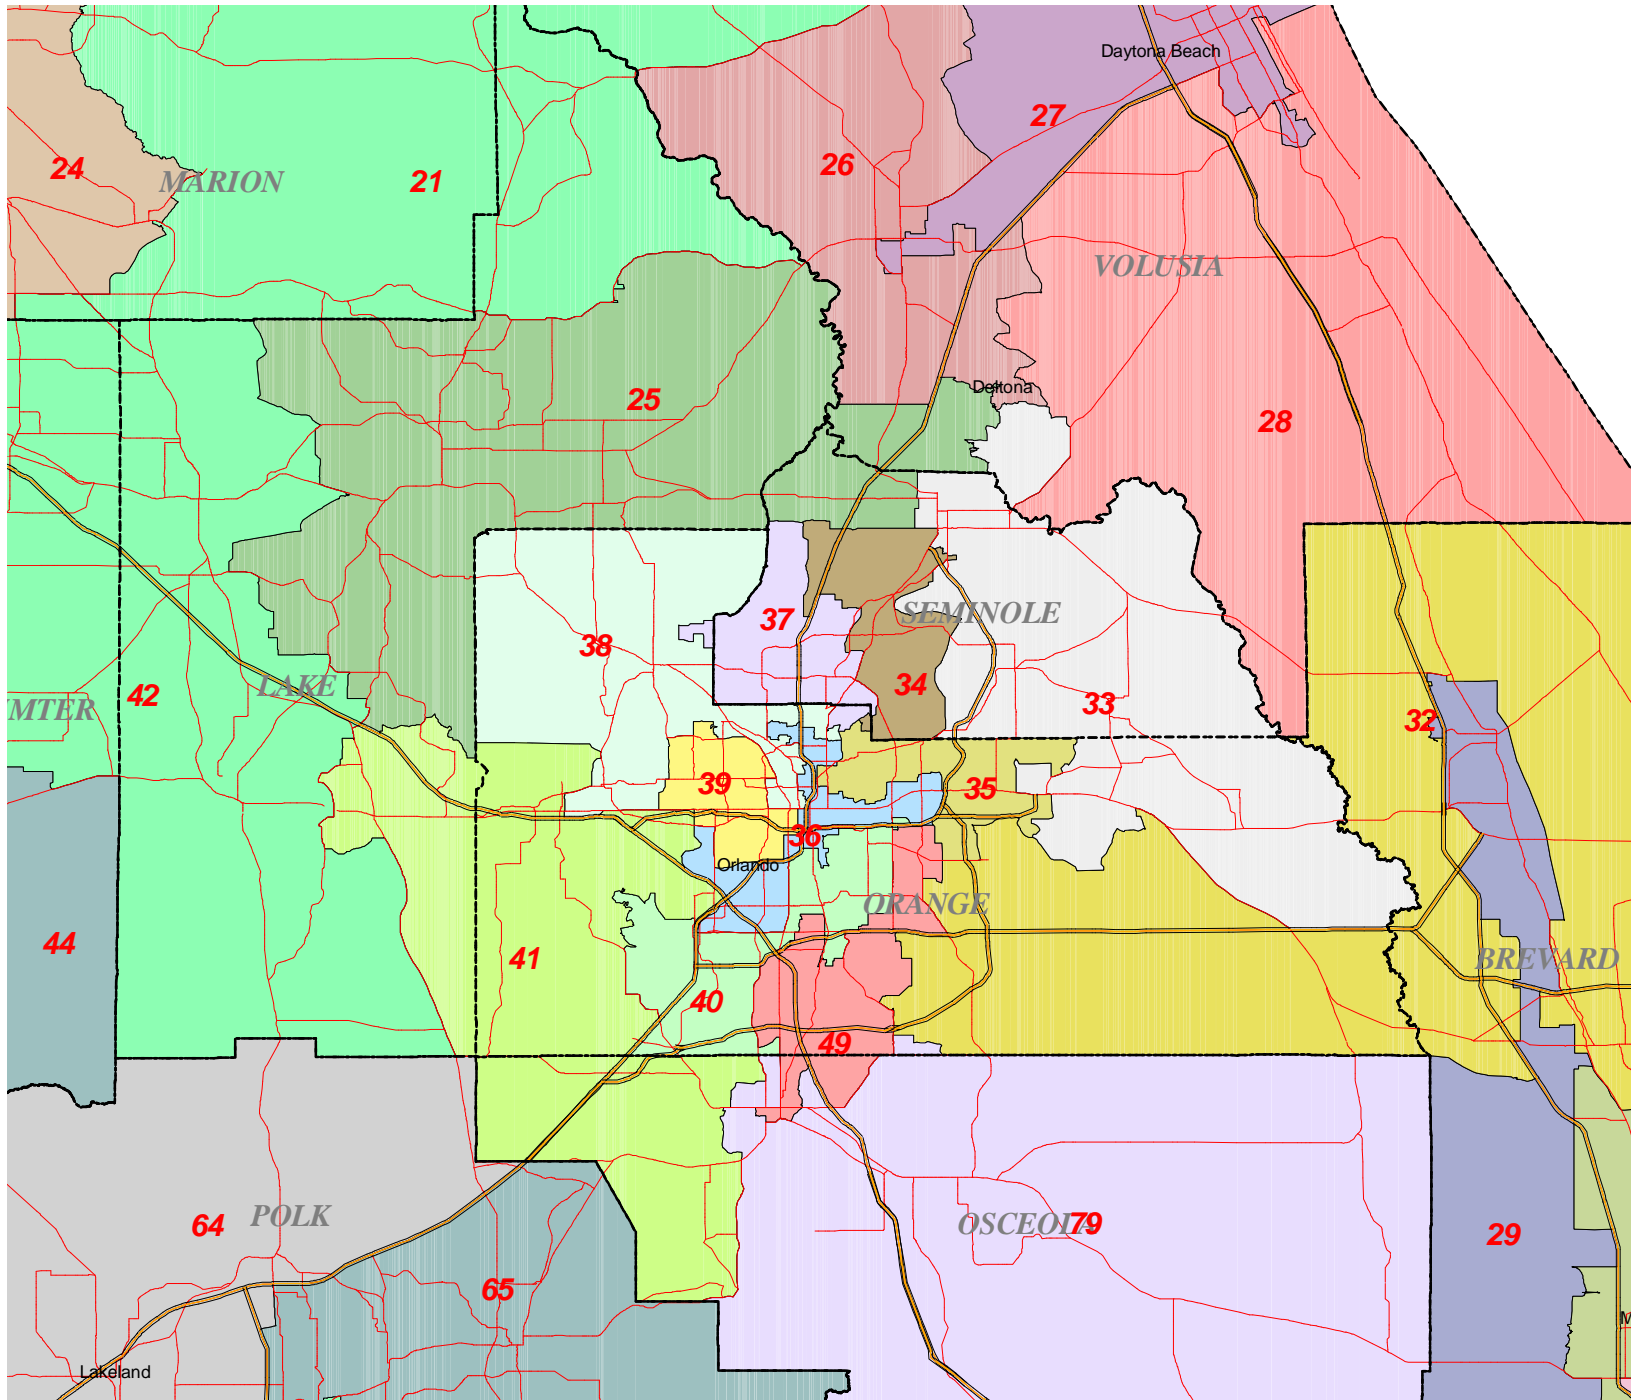 Daytona Beach
27
26
24
MARION
21
VOLUSIA
Deltona
25
28
SEMINOLE
37
38
34
LAKE
42
MTER
33
32
39
35
36
Orlando
ORANGE
44
41
BREVARD
40
49
64
POLK
OSCEOLA
79
29
65
Lakeland
M